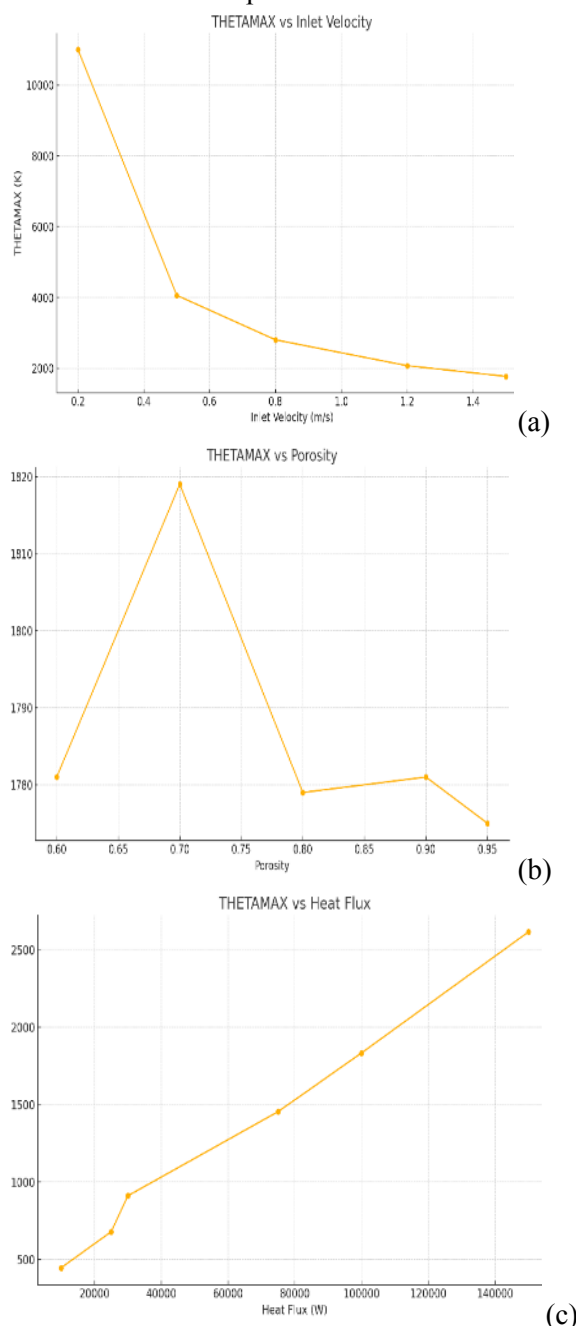 THETAMAX vs Inlet Velocity
10000
8000
6000
4000
2000
THETAMAX (K)
0.2 0.4 0.6 0.8 1.0 1.2 1.4
Inlet Velocity (m/s)
(a)
THETAMAX vs Porosity
1820
1810
1800
1790
1780
0.60 0.65 0.70 0.75 0.80 0.85 0.90 0.95
Porosity
(b)
THETAMAX vs Heat Flux
2500
2000
1500
1000
500
20000 40000 60000 80000 100000 120000 140000
Heat Flux (W)
(c)